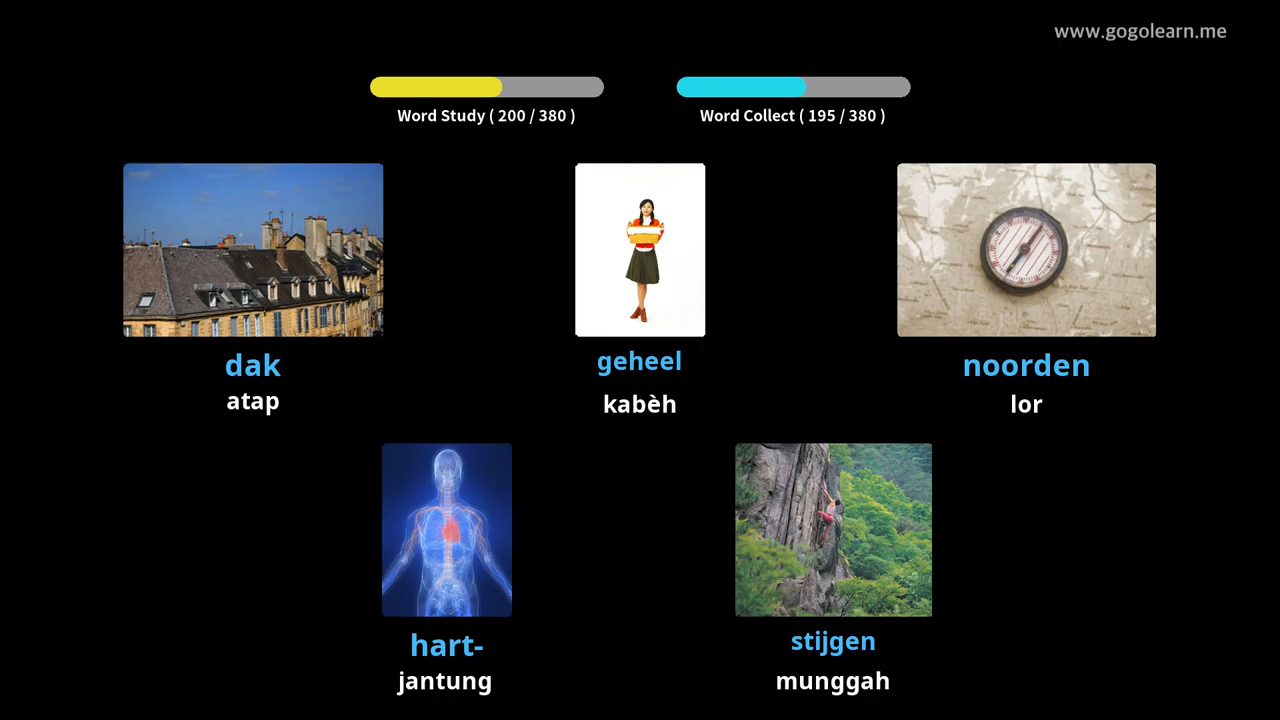 www.gogolearn.me
Word Study ( 200 / 380 )
Word Collect ( 195 / 380 )
dak
atap
geheel
kabèh
noorden
lor
hart-
jantung
stijgen
munggah